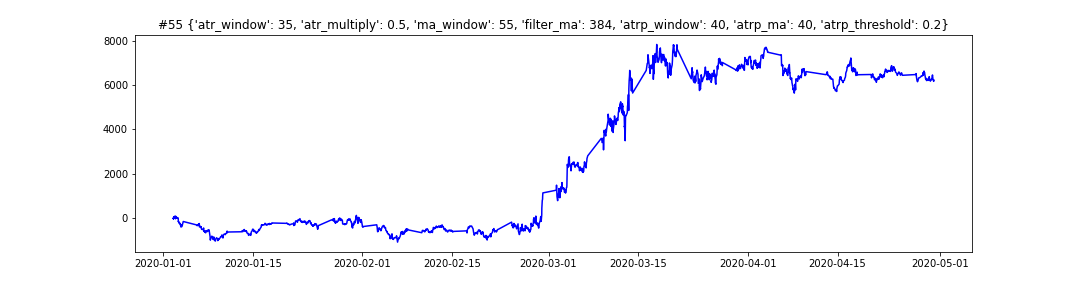 #55 {'atr_window': 35, 'atr_multiply': 0.5, 'ma_window': 55, 'filter_ma': 384, 'atrp_window': 40, 'atrp_ma': 40, 'atrp_threshold': 0.2}
8000
6000
4000
2000
0
2020-01-01 2020-01-15 2020-02-01 2020-02-15 2020-03-01 2020-03-15 2020-04-01 2020-04-15 2020-05-01